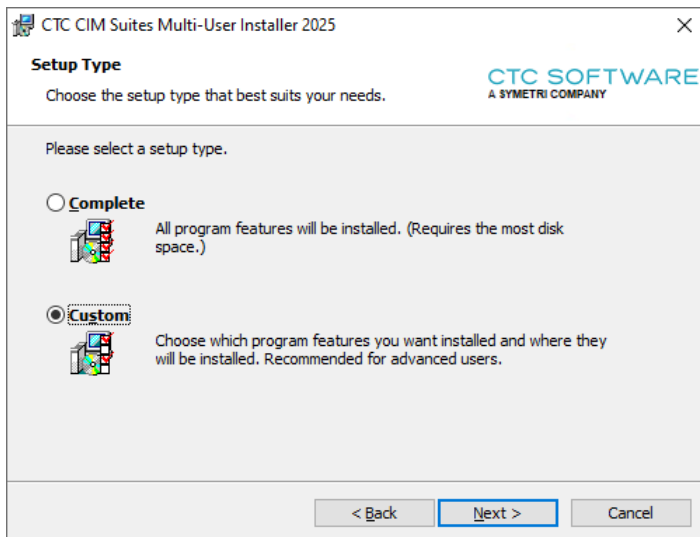 CTC CIM Suites Multi-User Installer 2025
Setup Type
Choose the setup type that best suits your needs.
CTC SOFTWARE
A SYMETRI COMPANY
Please select a setup type.
Complete
All program features will be installed. (Requires the most disk
space.)
Custom
Choose which program features you want installed and where they
will be installed. Recommended for advanced users.
< Back
Next >
Cancel